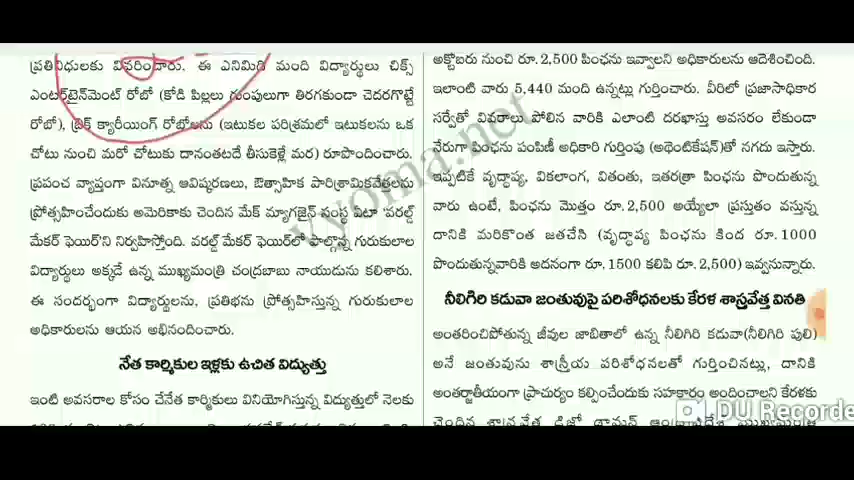 ప్రతినిధులకు వివరించారు. ఈ ఎనిమిది మంది విద్యార్థులు చిక్స్
ఎంటర్‌టైన్‌మెంట్ రోబో (కోడి పిల్లలు గుంపులుగా తిరగకుండా చెదరగొట్టే
రోబో), బ్రిక్ క్యారీయింగ్ రోబోలను (ఇటుకల పరిశ్రమలో ఇటుకలను ఒక
చోటు నుంచి మరో చోటుకు దానంతటదే తీసుకెళ్లే మర) రూపొందించారు.
ప్రపంచ వ్యాప్తంగా వినూత్న ఆవిష్కరణలు, ఔత్సాహిక పారిశ్రామికవేత్తలను
ప్రోత్సహించేందుకు అమెరికాకు చెందిన మేక్ మ్యాగజైన్ సంస్థ ఏటా 'వరల్డ్
మేకర్ ఫెయిర్'ని నిర్వహిస్తోంది. వరల్డ్ మేకర్ ఫెయిర్‌లో పాల్గొన్న గురుకులాల
విద్యార్థులు అక్కడే ఉన్న ముఖ్యమంత్రి చంద్రబాబు నాయుడును కలిశారు.
ఈ సందర్భంగా విద్యార్థులను, ప్రతిభను ప్రోత్సహిస్తున్న గురుకులాల
అధికారులను ఆయన అభినందించారు.
నేత కార్మికుల ఇళ్లకు ఉచిత విద్యుత్తు
ఇంటి అవసరాల కోసం చేనేత కార్మికులు వినియోగిస్తున్న విద్యుత్తులో నెలకు
అక్టోబరు నుంచి రూ.2,500 పింఛను ఇవ్వాలని అధికారులను ఆదేశించింది.
ఇలాంటి వారు 5,440 మంది ఉన్నట్లు గుర్తించారు. వీరిలో ప్రజాసాధికార
సర్వేతో వివరాలు పోలిన వారికి ఎలాంటి దరఖాస్తు అవసరం లేకుండా
నేరుగా పింఛను పంపిణీ అధికారి గుర్తింపు (అథెంటికేషన్)తో నగదు ఇస్తారు.
ఇప్పటికే వృద్ధాప్య, వికలాంగ, వితంతు, ఇతరత్రా పింఛను పొందుతున్న
వారు ఉంటే, పింఛను మొత్తం రూ.2,500 అయ్యేలా ప్రస్తుతం వస్తున్న
దానికి మరికొంత జతచేసి (వృద్ధాప్య పింఛను కింద రూ.1000
పొందుతున్నవారికి అదనంగా రూ.1500 కలిపి రూ.2,500) ఇవ్వనున్నారు.
నీలిగిరి కడువా జంతువుపై పరిశోధనలకు కేరళ శాస్త్రవేత్త వినతి
అంతరించిపోతున్న జీవుల జాబితాలో ఉన్న నీలిగిరి కడువా(నీలిగిరి పులి)
అనే జంతువును శాస్త్రీయ పరిశోధనలతో గుర్తించినట్లు, దానికి
అంతర్జాతీయంగా ప్రాచుర్యం కల్పించేందుకు సహకారం అందించాలని కేరళకు
చెందిన
vyoma.net
DU Recorde